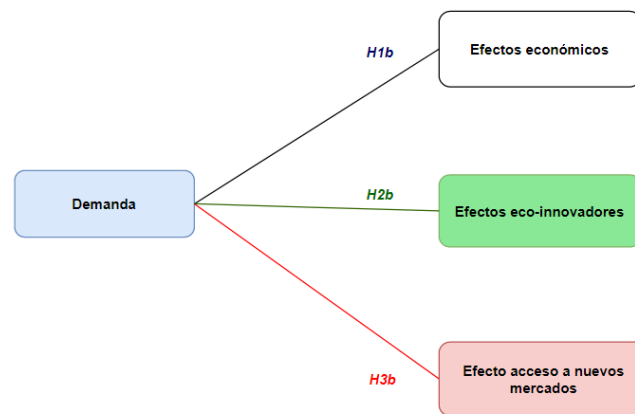 H1b
Efectos económicos
Demanda
H2b
Efectos eco-innovadores
H3b
Efecto acceso a nuevos
mercados